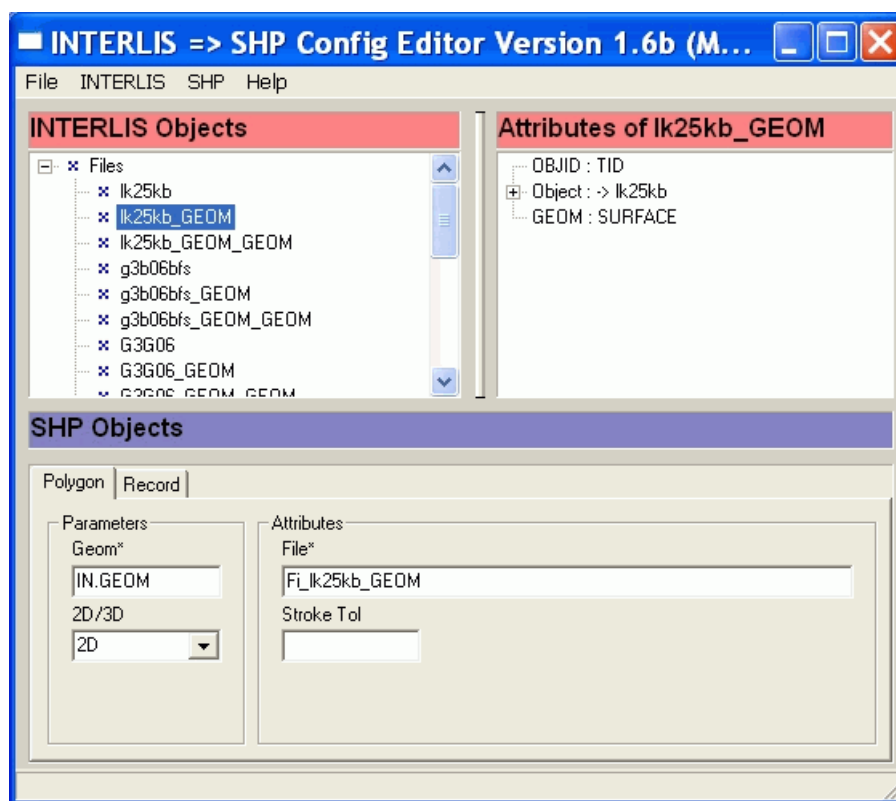 INTERLIS => SHP Config Editor Version 1.6b (M...
File INTERLIS SHP Help
INTERLIS Objects
Files
lk25kb
lk25kb_GEOM
lk25kb_GEOM_GEOM
g3b06bfs
g3b06bfs_GEOM
g3b06bfs_GEOM_GEOM
G3G06
G3G06_GEOM
G3G06_GEOM_GEOM
Attributes of lk25kb_GEOM
OBJID : TID
Object : -> lk25kb
GEOM : SURFACE
SHP Objects
Polygon Record
Parameters
Geom*
IN.GEOM
2D/3D
2D
Attributes
File*
Fi_lk25kb_GEOM
Stroke Tol